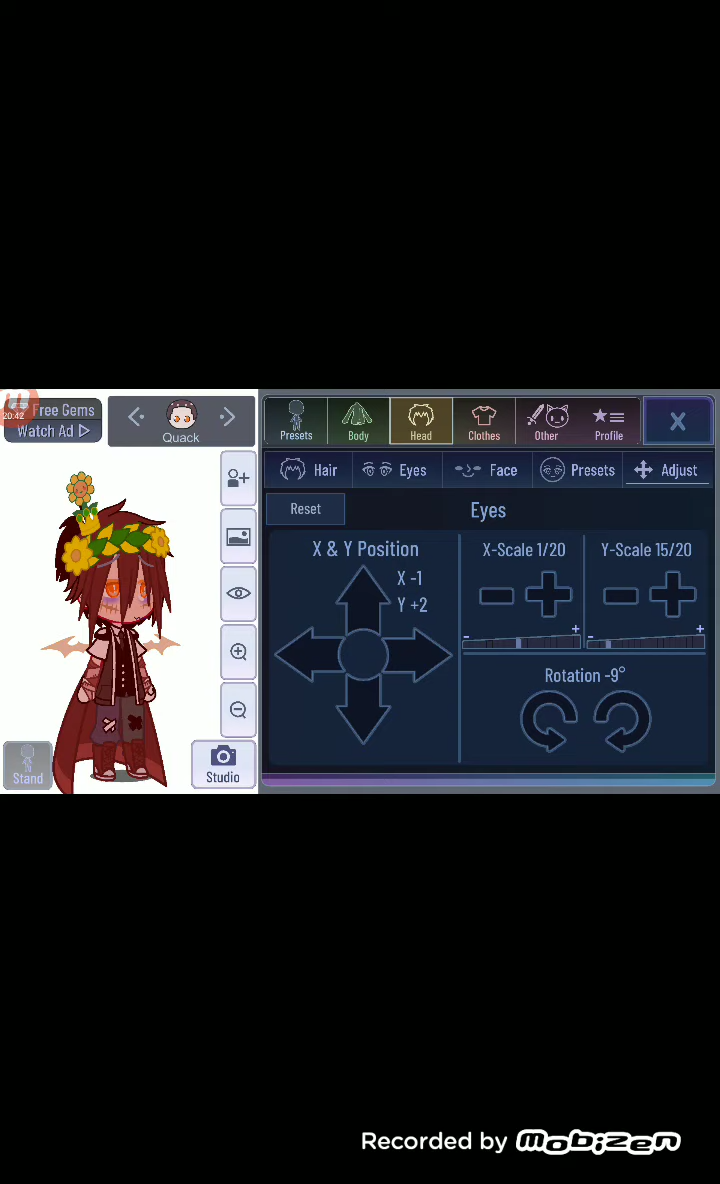 20:42
Free Gems
Watch Ad
Quack
Presets
Body
Head
Clothes
Other
Profile
X
Hair
Eyes
Face
Presets
Adjust
Reset
Eyes
X & Y Position
X -1
Y +2
X-Scale 1/20
Y-Scale 15/20
- +
- +
Rotation -9°
Stand
Studio
Recorded by mobizen